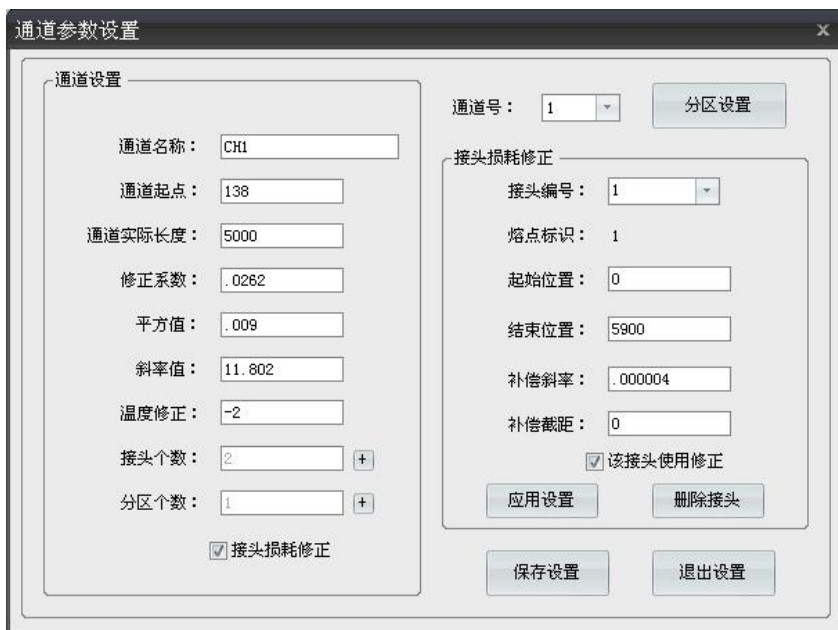 通道参数设置 x
通道设置
通道名称： CH1
通道起点： 138
通道实际长度： 5000
修正系数： .0262
平方值： .009
斜率值： 11.802
温度修正： -2
接头个数： 2 +
分区个数： 1 +
接头损耗修正
通道号： 1 分区设置
接头损耗修正
接头编号： 1
熔点标识： 1
起始位置： 0
结束位置： 5900
补偿斜率： .000004
补偿截距： 0
该接头使用修正
应用设置 删除接头
保存设置 退出设置